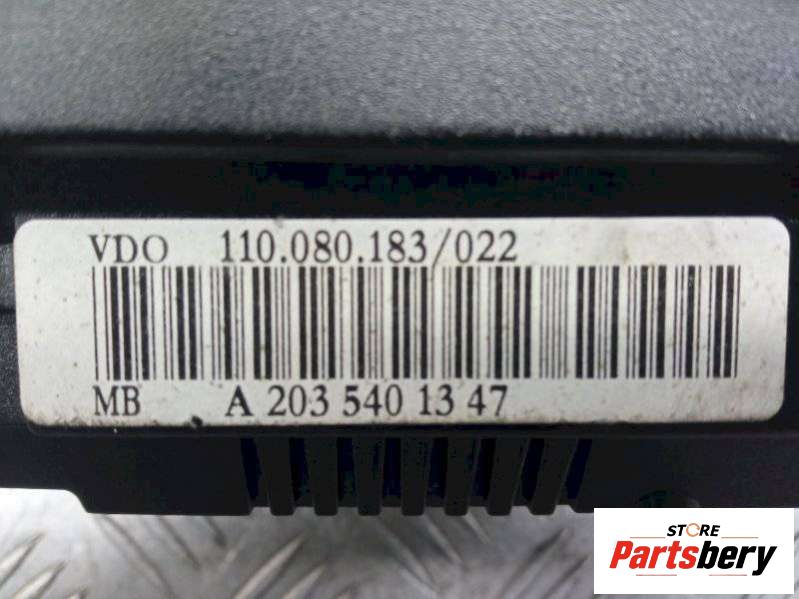 VDO 110.080.183/022
MB A 203 540 13 47
STORE
Partsbery